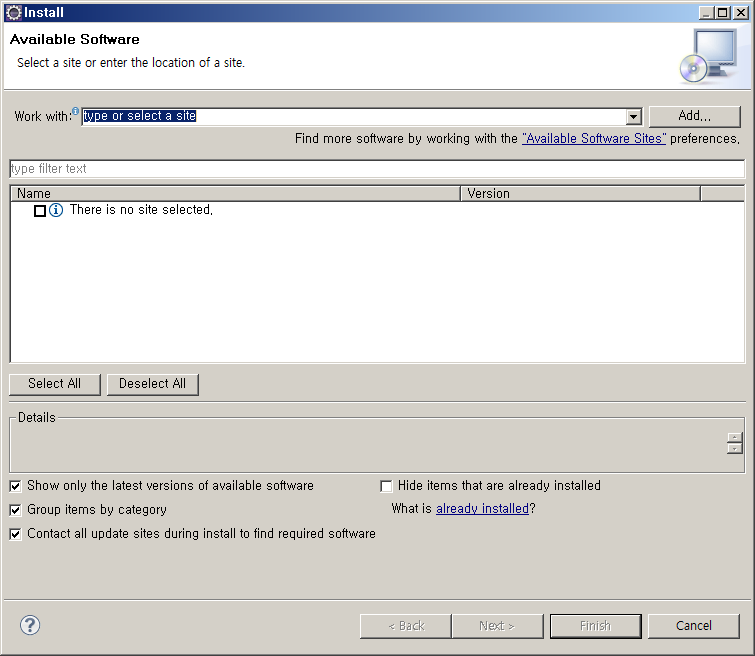 Install
Available Software
Select a site or enter the location of a site.
Work with: type or select a site Add...
Find more software by working with the "Available Software Sites" preferences.
type filter text
Name Version
There is no site selected.
Select All Deselect All
Details
Show only the latest versions of available software Hide items that are already installed
Group items by category What is already installed?
Contact all update sites during install to find required software
? < Back Next > Finish Cancel